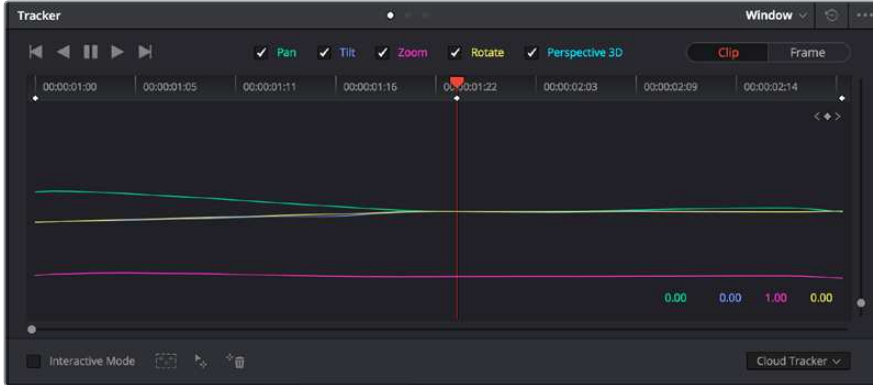 Tracker Window
Pan Tilt Zoom Rotate Perspective 3D Clip Frame
00:00:01:00 00:00:01:05 00:00:01:11 00:00:01:16 00:00:01:22 00:00:02:03 00:00:02:09 00:00:02:14
0.00 0.00 1.00 0.00
Interactive Mode Cloud Tracker